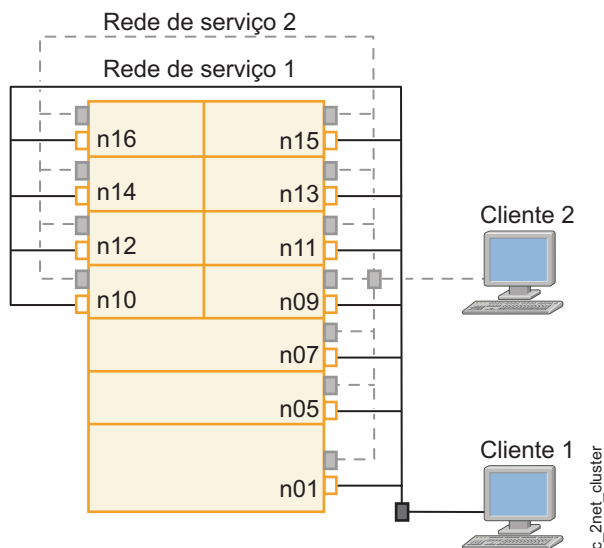 Rede de serviço 2
Rede de serviço 1
n16
n15
n14
n13
n12
n11
n10
n09
n07
n05
n01
Cliente 2
Cliente 1
c_2net_cluster